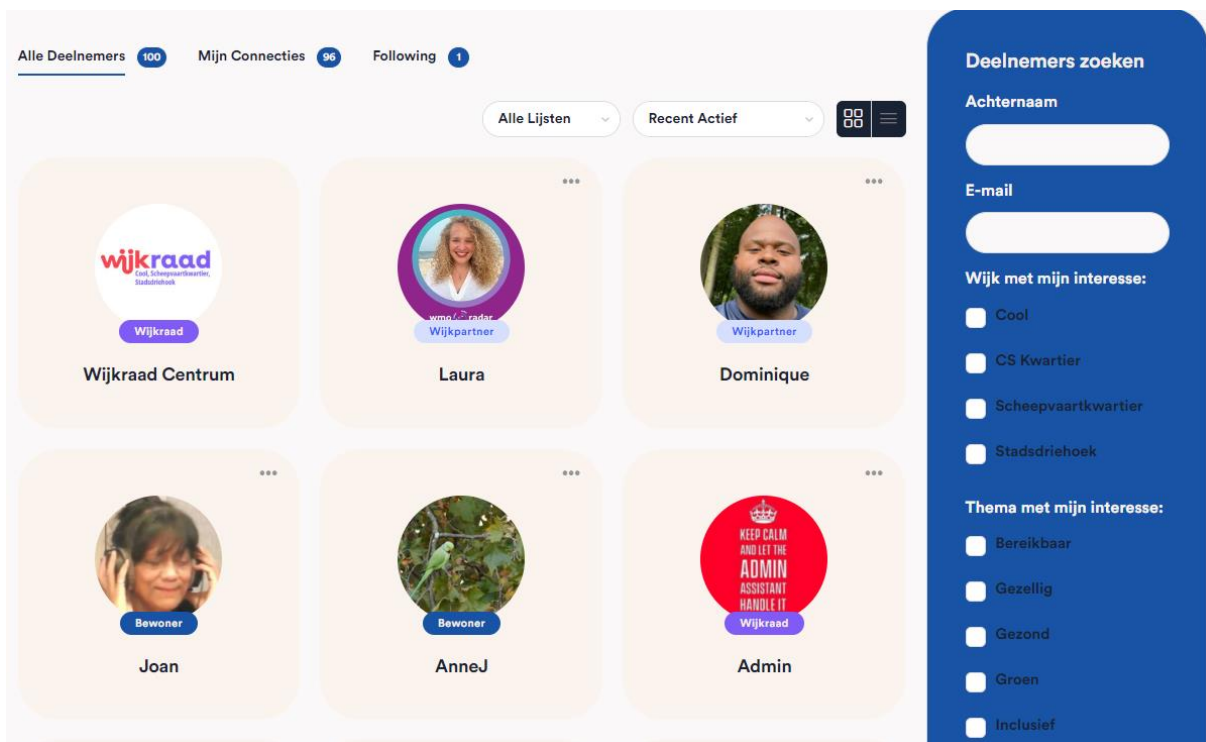 Alle Deelnemers 100 Mijn Connecties 96 Following 1
Alle Lijsten Recent Actief
wijkraad
Cool, Scheepvaartkwartier,
Stadsdriehoek
Wijkraad
Wijkraad Centrum
wmo radar
Wijkpartner
Laura
Wijkpartner
Dominique
Bewoner
Joan
Bewoner
AnneJ
KEEP CALM
AND LET THE
ADMIN
ASSISTANT
HANDLE IT
Wijkraad
Admin
Deelnemers zoeken
Achternaam
E-mail
Wijk met mijn interesse:
Cool
CS Kwartier
Scheepvaartkwartier
Stadsdriehoek
Thema met mijn interesse:
Bereikbaar
Gezellig
Gezond
Groen
Inclusief